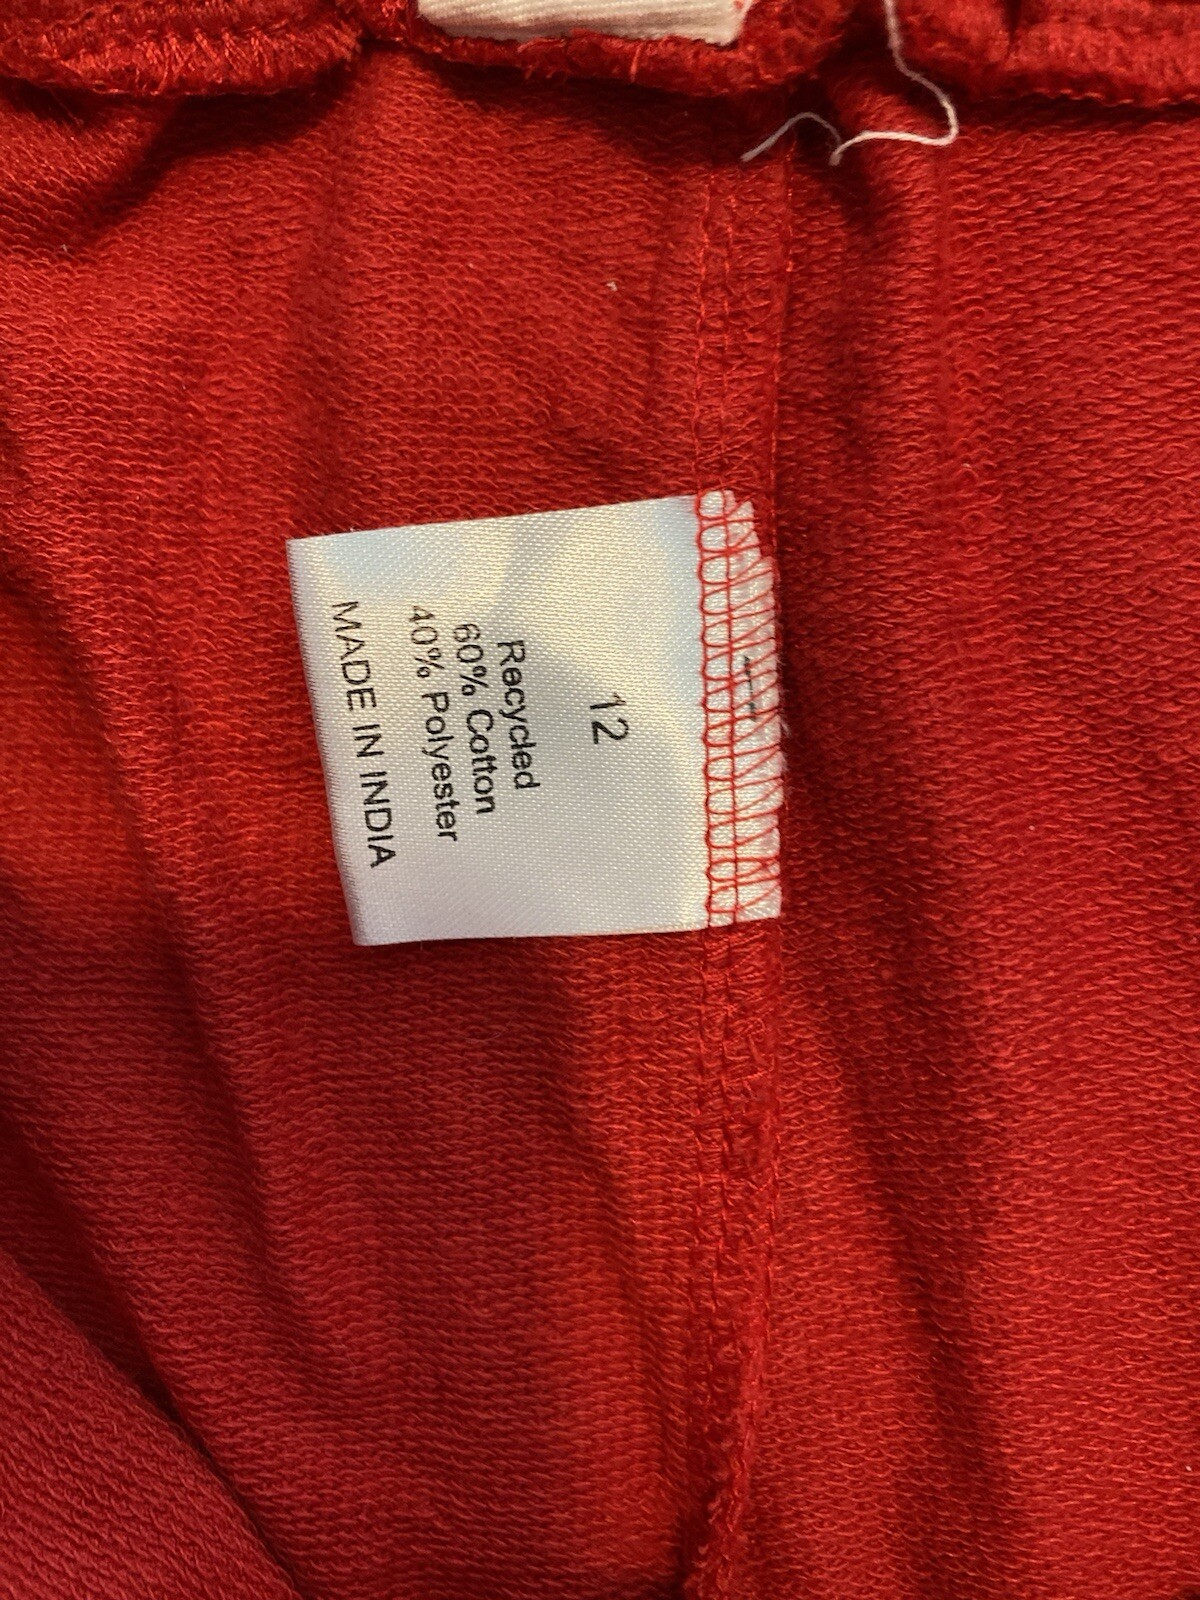 12
Recycled
60% Cotton
40% Polyester
MADE IN INDIA